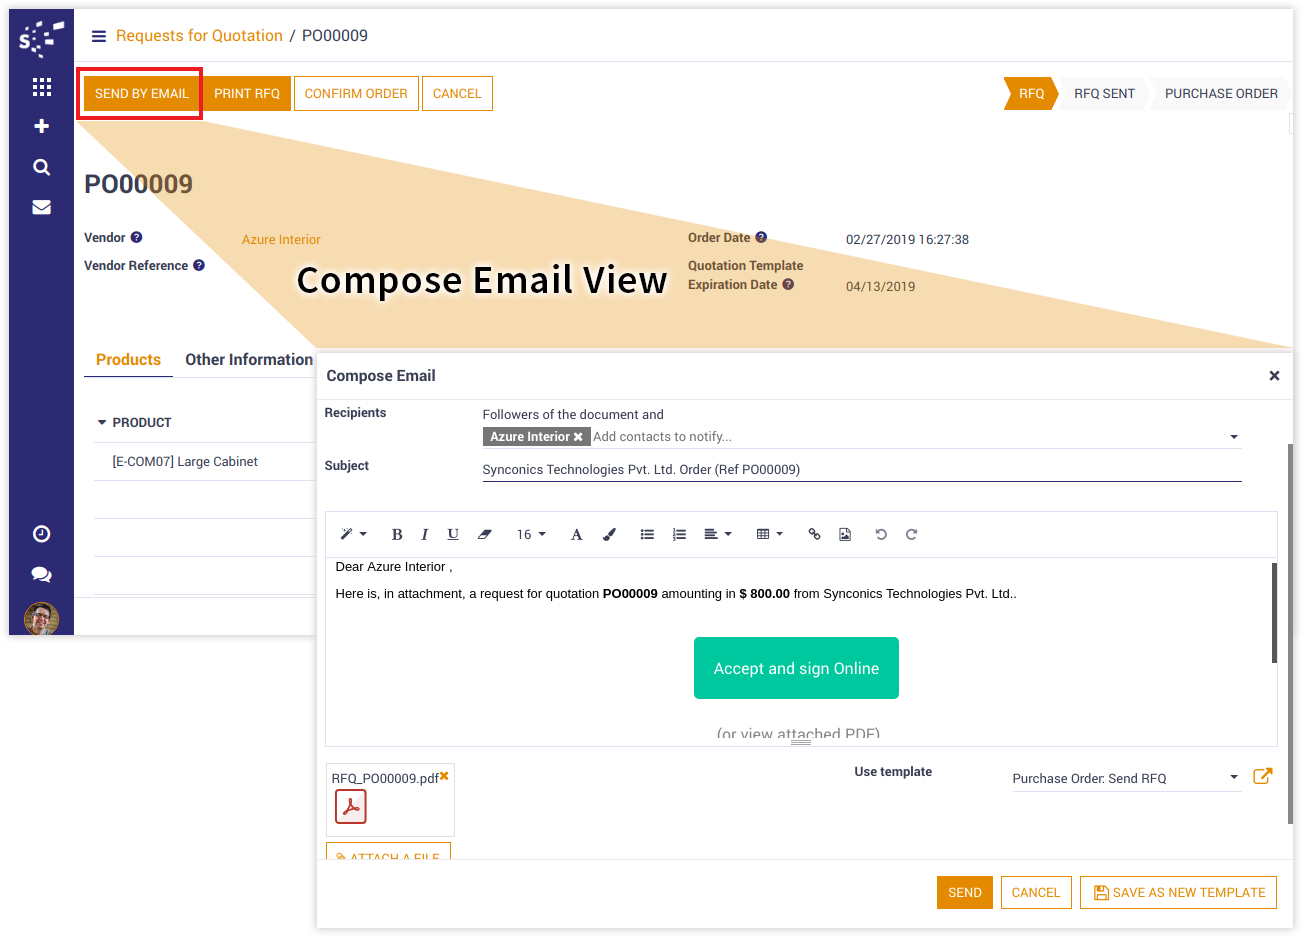 Requests for Quotation / PO00009
SEND BY EMAIL PRINT RFQ CONFIRM ORDER CANCEL
RFQ RFQ SENT PURCHASE ORDER
PO00009
Vendor Azure Interior
Order Date 02/27/2019 16:27:38
Vendor Reference
Quotation Template
Expiration Date 04/13/2019
Compose Email View
Products Other Information
PRODUCT
[E-COM07] Large Cabinet
Compose Email
Recipients Followers of the document and
Azure Interior Add contacts to notify...
Subject Synconics Technologies Pvt. Ltd. Order (Ref PO00009)
B I U 16 A
Dear Azure Interior ,
Here is, in attachment, a request for quotation PO00009 amounting in $ 800.00 from Synconics Technologies Pvt. Ltd..
Accept and sign Online
(or view attached PDF)
RFQ_PO00009.pdf
Use template Purchase Order: Send RFQ
ATTACH A FILE
SEND CANCEL SAVE AS NEW TEMPLATE